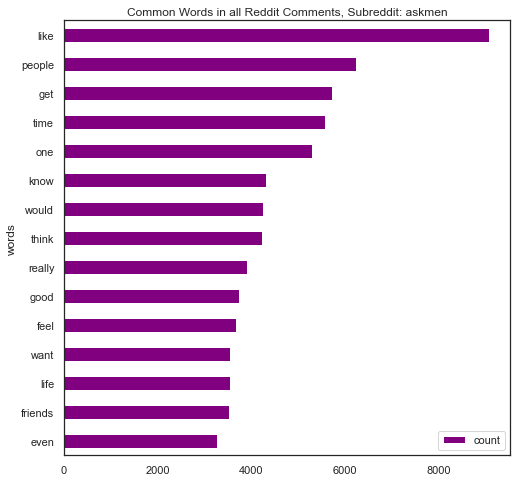 Common Words in all Reddit Comments, Subreddit: askmen
words
like
people
get
time
one
know
would
think
really
good
feel
want
life
friends
even
count
0 2000 4000 6000 8000